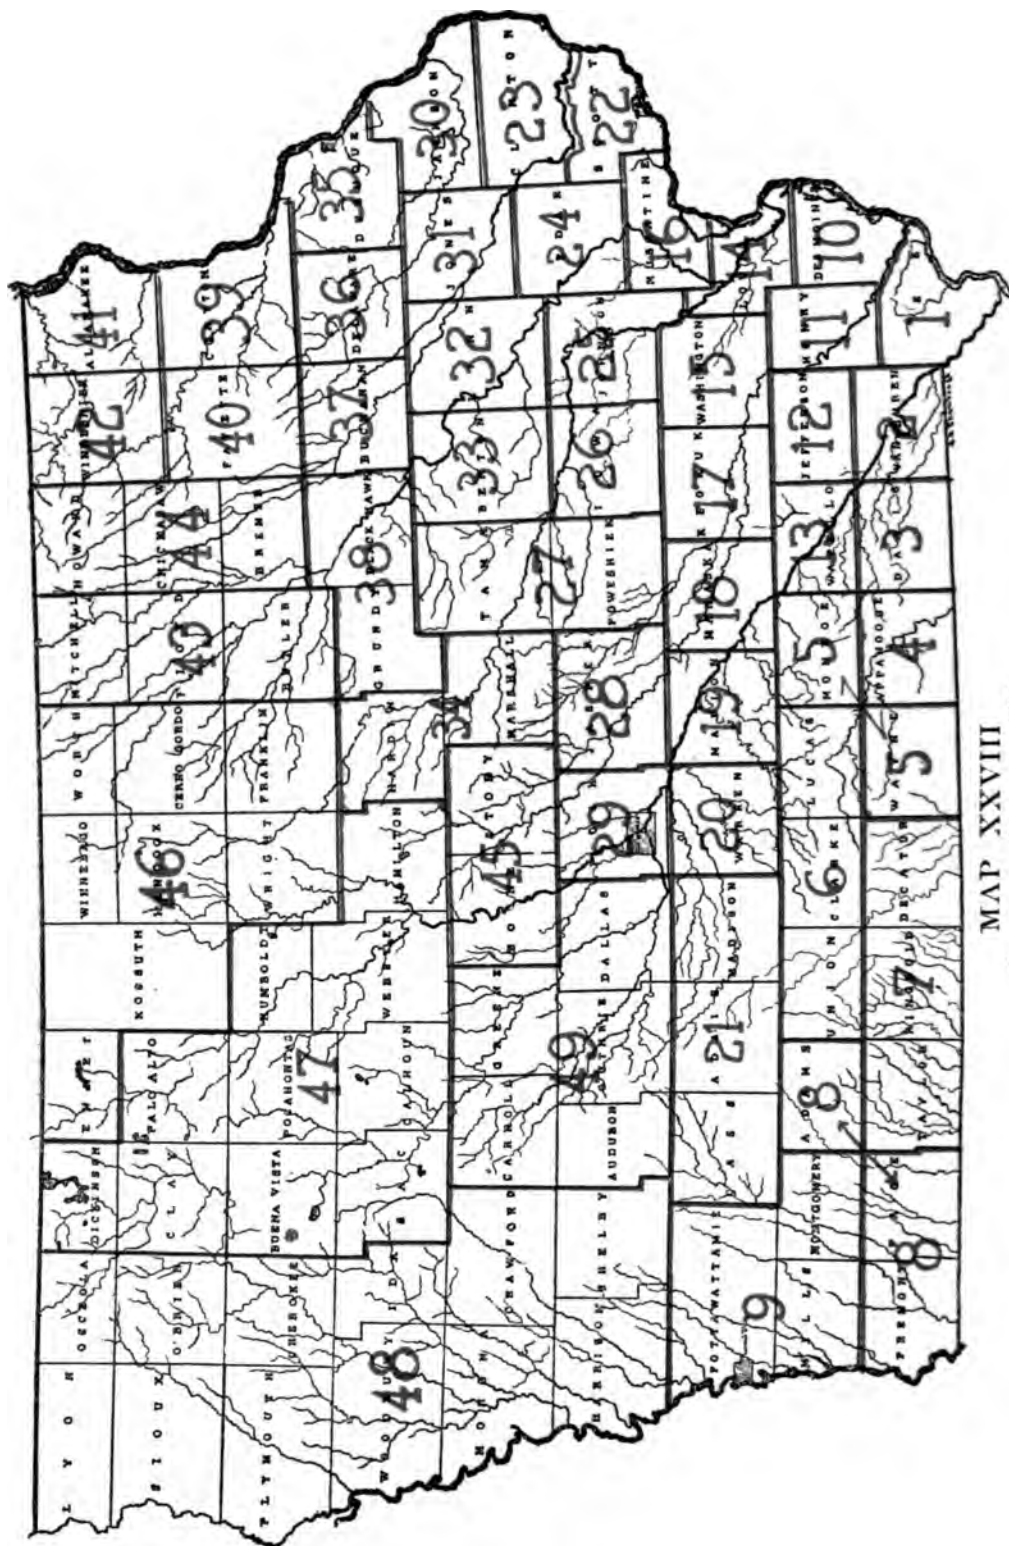 LYON
OSCEOLA
DICKINSON
EMMET
KOSSUTH
WINNEBAGO
WORTH
MITCHELL
HOWARD
WINNESHIEK
42
ALLAMAKEE
41
SIOUX
O'BRIEN
CLAY
PALO ALTO
HANCOCK
46
CERRO GORDO
FLOYD
43
CHICKASAW
44
FAYETTE
40
CLAYTON
39
PLYMOUTH
CHEROKEE
BUENA VISTA
POCAHONTAS
47
HUMBOLDT
WRIGHT
FRANKLIN
BUTLER
BREMER
WOODBURY
48
IDA
SAC
CALHOUN
WEBSTER
HAMILTON
HARDIN
GRUNDY
38
BLACK HAWK
BUCHANAN
37
DELAWARE
36
DUBUQUE
35
MONONA
CRAWFORD
CARROLL
GREENE
BOONE
45
STORY
34
MARSHALL
TAMA
BENTON
33
LINN
32
JONES
31
JACKSON
30
HARRISON
SHELBY
AUDUBON
GUTHRIE
49
DALLAS
POLK
29
JASPER
28
POWESHIEK
27
IOWA
26
JOHNSON
25
CEDAR
24
CLINTON
23
SCOTT
22
POTTAWATTAMIE
9
CASS
ADAIR
21
MADISON
WARREN
20
MARION
19
MAHASKA
18
KEOKUK
17
WASHINGTON
15
LOUISA
14
MUSCATINE
16
MILLS
MONTGOMERY
ADAMS
8
UNION
CLARKE
6
LUCAS
MONROE
5
WAPELLO
13
JEFFERSON
12
HENRY
11
DES MOINES
10
FREMONT
PAGE
8
TAYLOR
RINGGOLD
7
DECATUR
WAYNE
5
APPANOOSE
4
DAVIS
3
VAN BUREN
2
LEE
1
MAP XXVIII